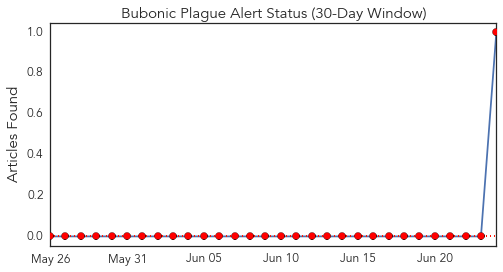 Bubonic Plague Alert Status (30-Day Window)
Articles Found
1.0
0.8
0.6
0.4
0.2
0.0
May 26 May 31 Jun 05 Jun 10 Jun 15 Jun 20